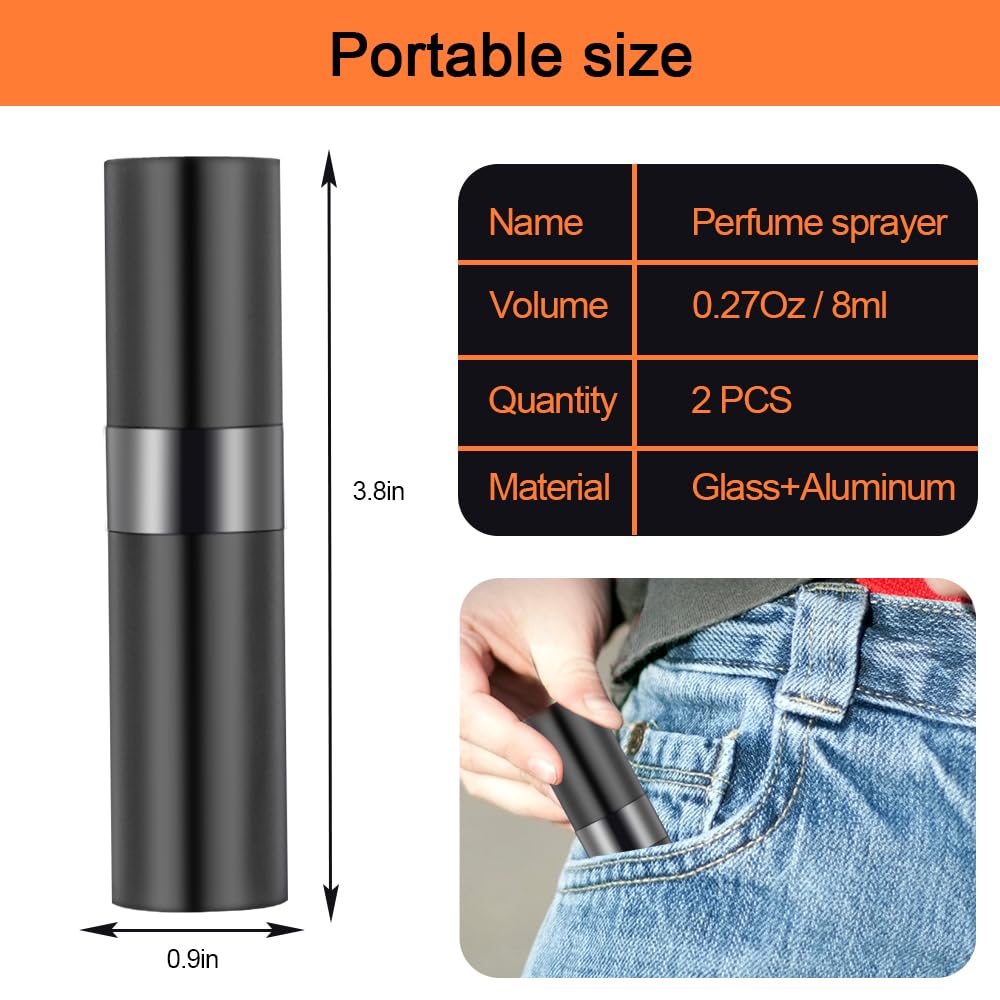 Portable size
Name Perfume sprayer
Volume 0.27Oz / 8ml
Quantity 2 PCS
Material Glass+Aluminum
3.8in
0.9in